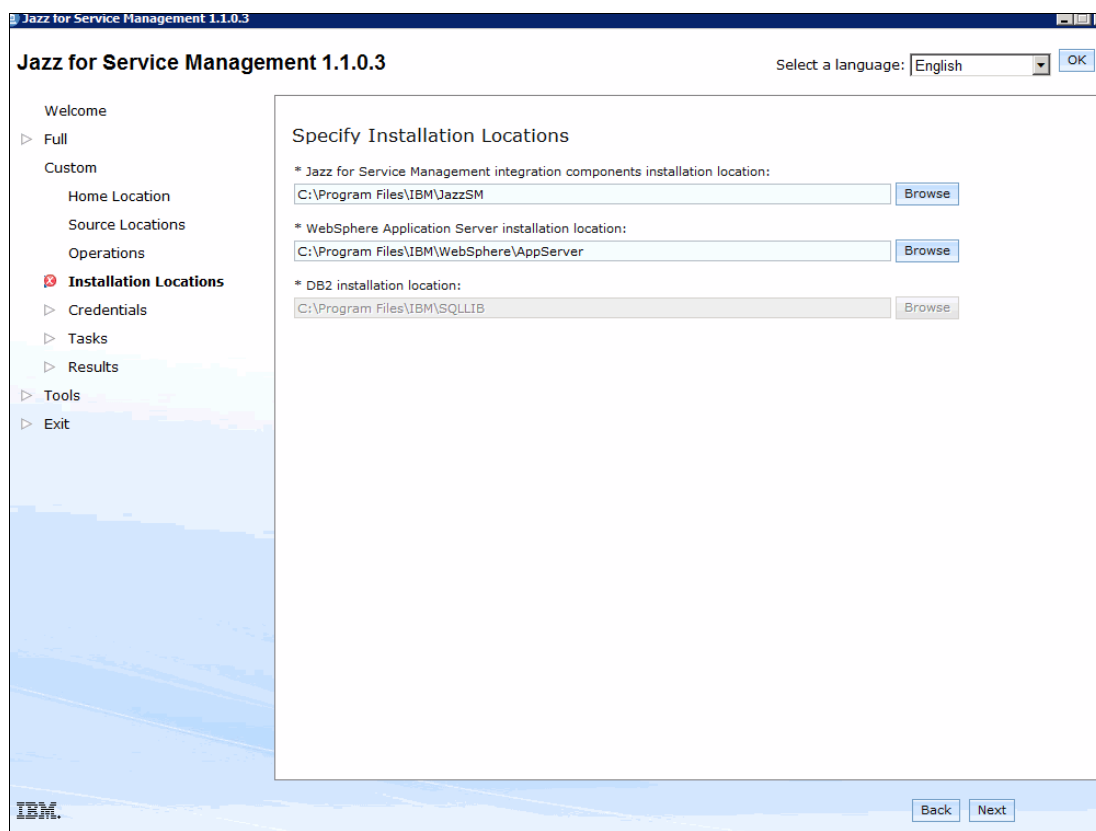 Jazz for Service Management 1.1.0.3
Jazz for Service Management 1.1.0.3
Select a language: English OK
Welcome
Full
Custom
Home Location
Source Locations
Operations
Installation Locations
Credentials
Tasks
Results
Tools
Exit
Specify Installation Locations
* Jazz for Service Management integration components installation location:
C:\Program Files\IBM\JazzSM Browse
* WebSphere Application Server installation location:
C:\Program Files\IBM\WebSphere\AppServer Browse
* DB2 installation location:
C:\Program Files\IBM\SQLLIB Browse
IBM.
Back Next